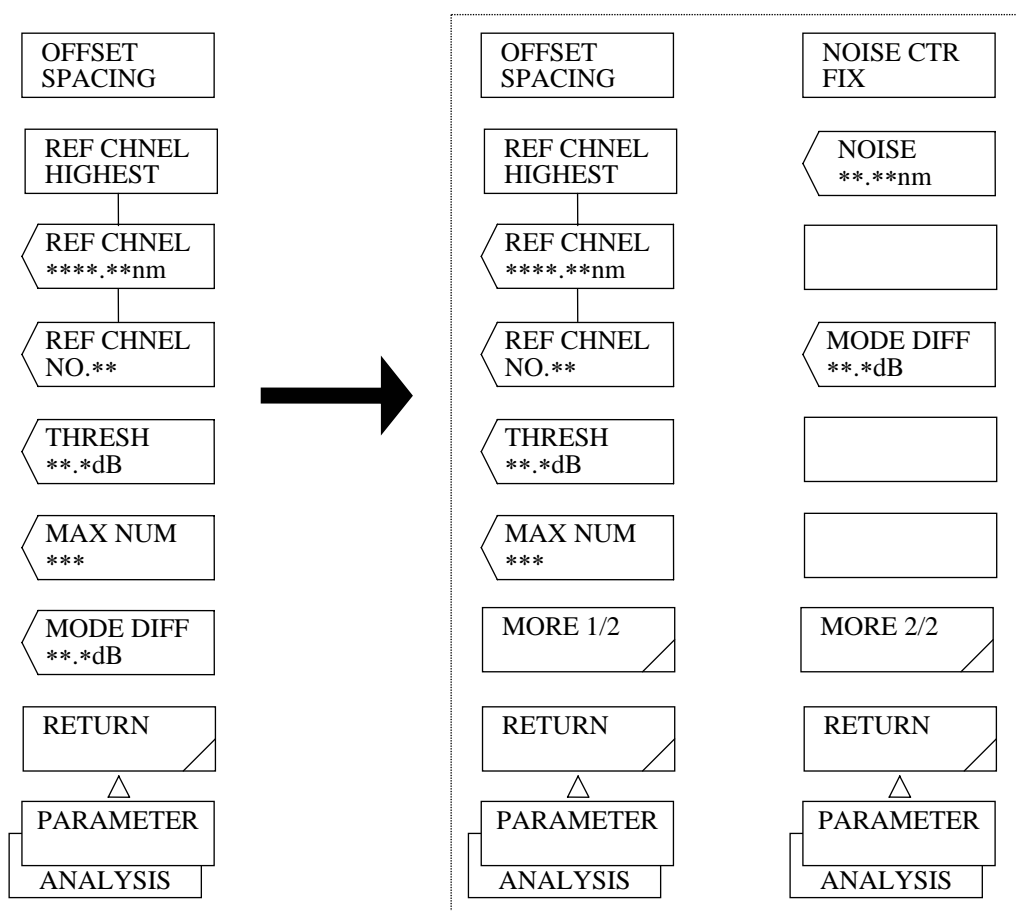 OFFSET
SPACING
REF CHNEL
HIGHEST
REF CHNEL
****.**nm
REF CHNEL
NO.**
THRESH
**.*dB
MAX NUM
***
MODE DIFF
**.*dB
RETURN
PARAMETER
ANALYSIS
OFFSET
SPACING
REF CHNEL
HIGHEST
REF CHNEL
****.**nm
REF CHNEL
NO.**
THRESH
**.*dB
MAX NUM
***
MORE 1/2
RETURN
PARAMETER
ANALYSIS
NOISE CTR
FIX
NOISE
**.**nm
MODE DIFF
**.*dB
MORE 2/2
RETURN
PARAMETER
ANALYSIS